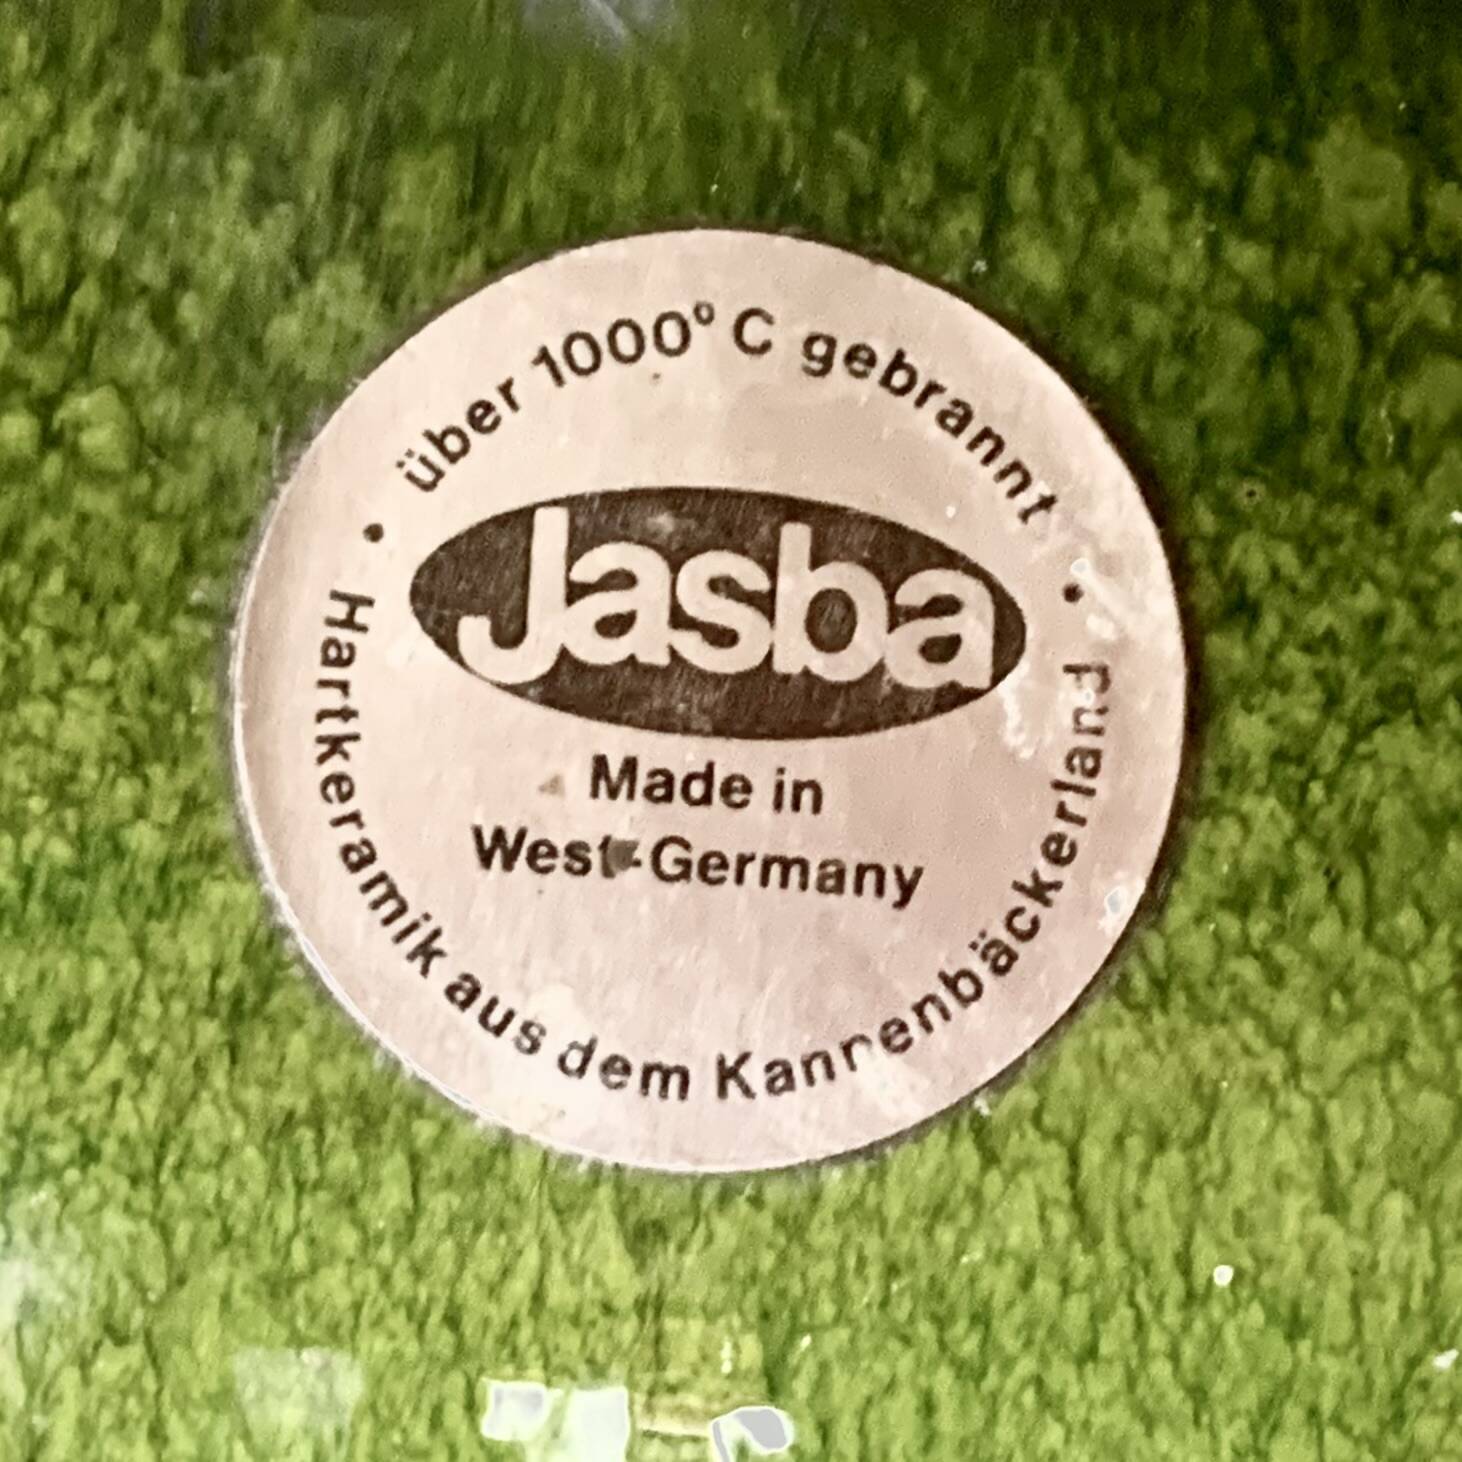 über 1000° C gebrannt
Jasba
Made in
West-Germany
• Hartkeramik aus dem Kannenbäckerland •